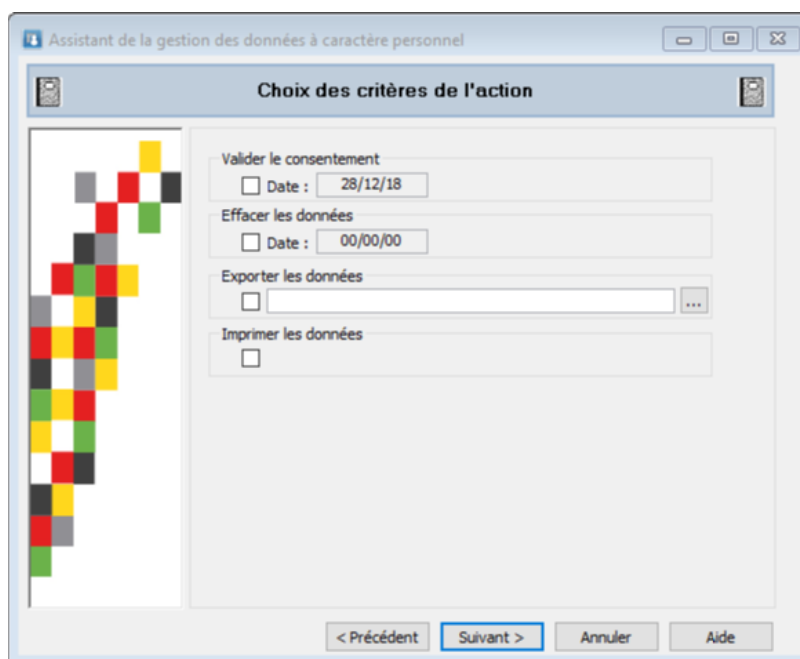 Assistant de la gestion des données à caractère personnel
Choix des critères de l'action
Valider le consentement
Date : 28/12/18
Effacer les données
Date : 00/00/00
Exporter les données
...
Imprimer les données
< Précédent Suivant > Annuler Aide